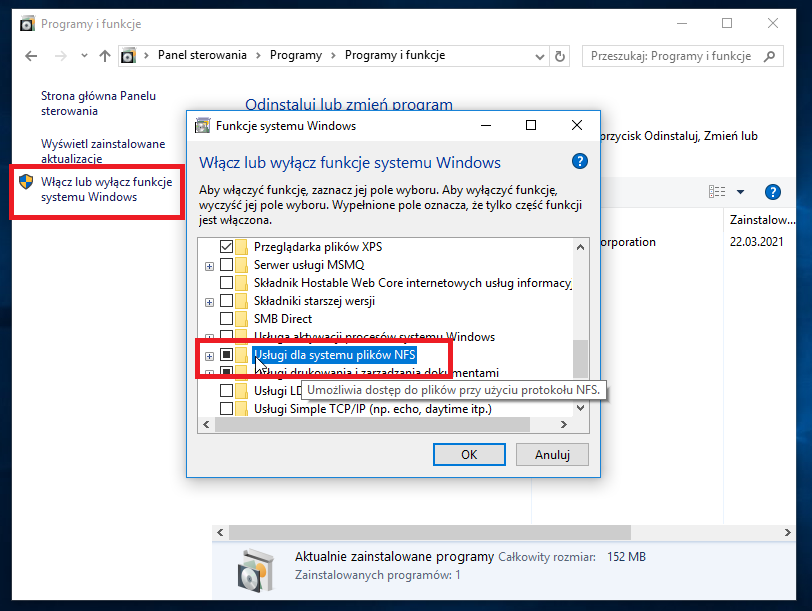 Programy i funkcje
Panel sterowania
Programy
Programy i funkcje
Przeszukaj: Programy i funkcje
Strona główna Panelu
sterowania
Wyświetl zainstalowane
aktualizacje
Włącz lub wyłącz funkcje
systemu Windows
Odinstaluj lub zmień program
przycisk Odinstaluj, Zmień lub
Zainstalow...
orporation
22.03.2021
Funkcje systemu Windows
Włącz lub wyłącz funkcje systemu Windows
Aby włączyć funkcję, zaznacz jej pole wyboru. Aby wyłączyć funkcję,
wyczyść jej pole wyboru. Wypełnione pole oznacza, że tylko część funkcji
jest włączona.
Przeglądarka plików XPS
Serwer usługi MSMQ
Składnik Hostable Web Core internetowych usług informacyj
Składniki starszej wersji
SMB Direct
Usługa aktywacji procesów systemu Windows
Usługi dla systemu plików NFS
Usługi drukowania i zarządzania dokumentami
Usługi LD
Umożliwia dostęp do plików przy użyciu protokołu NFS.
Usługi Simple TCP/IP (np. echo, daytime itp.)
OK
Anuluj
Aktualnie zainstalowane programy Całkowity rozmiar: 152 MB
Zainstalowanych programów: 1